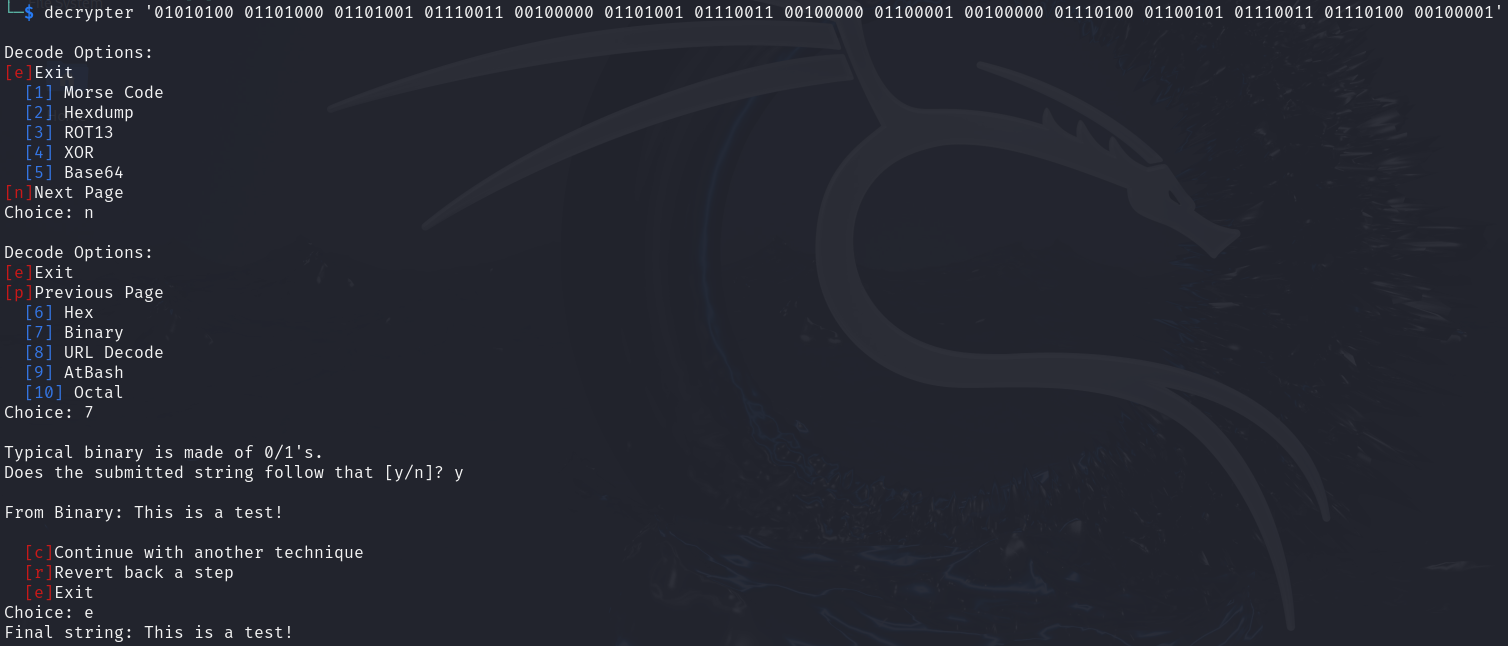 └─$ decrypter '01010100 01101000 01101001 01110011 00100000 01101001 01110011 00100000 01100001 00100000 01110100 01100101 01110011 01110100 00100001'
Decode Options:
[e]Exit
[1] Morse Code
[2] Hexdump
[3] ROT13
[4] XOR
[5] Base64
[n]Next Page
Choice: n
Decode Options:
[e]Exit
[p]Previous Page
[6] Hex
[7] Binary
[8] URL Decode
[9] AtBash
[10] Octal
Choice: 7
Typical binary is made of 0/1's.
Does the submitted string follow that [y/n]? y
From Binary: This is a test!
[c]Continue with another technique
[r]Revert back a step
[e]Exit
Choice: e
Final string: This is a test!